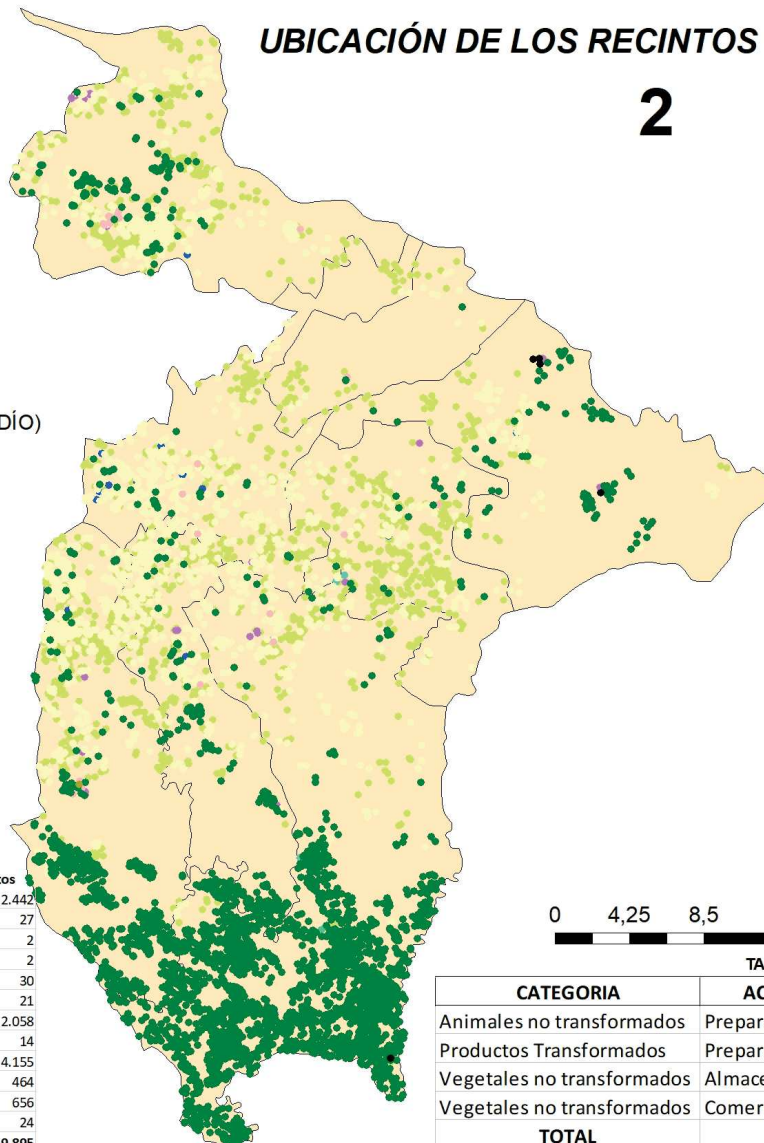 UBICACIÓN DE LOS RECINTOS
2
DÍO)
tos
2.442
27
2
2
30
21
2.058
14
4.155
464
656
24
9.895
0 4,25 8,5
TA
CATEGORIA AC
Animales no transformados Prepar
Productos Transformados Prepar
Vegetales no transformados Almace
Vegetales no transformados Comer
TOTAL